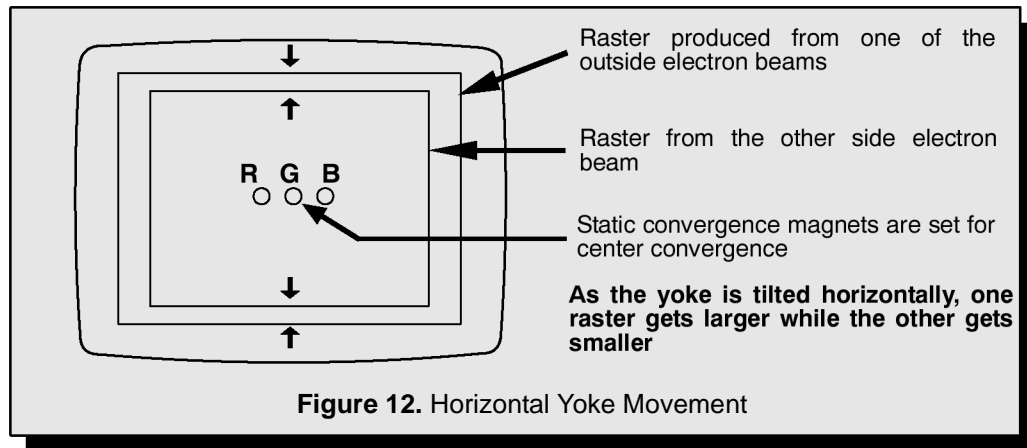 Raster produced from one of the
outside electron beams
Raster from the other side electron
beam
R G B
Static convergence magnets are set for
center convergence
As the yoke is tilted horizontally, one
raster gets larger while the other gets
smaller
Figure 12. Horizontal Yoke Movement